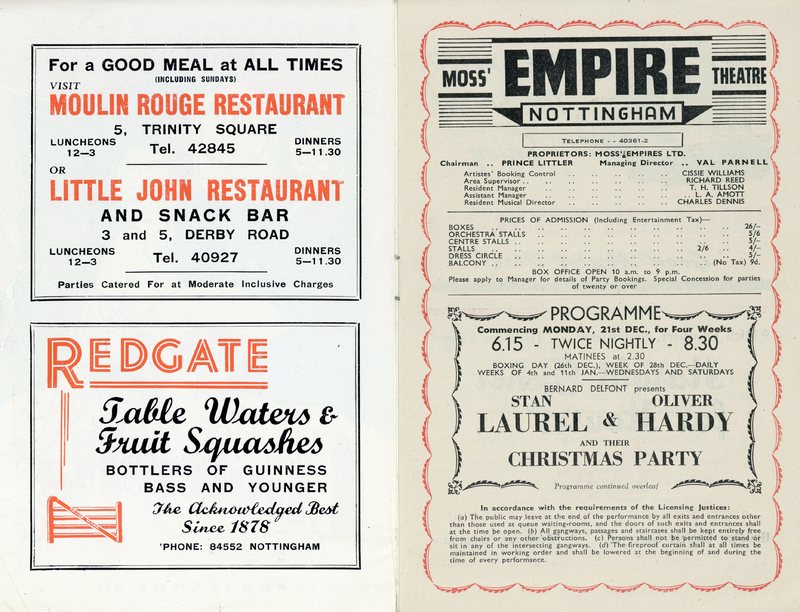 For a GOOD MEAL at ALL TIMES
(INCLUDING SUNDAYS)
VISIT
MOULIN ROUGE RESTAURANT
5, TRINITY SQUARE
LUNCHEONS
12—3
Tel. 42845
DINNERS
5—11.30
OR
LITTLE JOHN RESTAURANT
AND SNACK BAR
3 and 5, DERBY ROAD
LUNCHEONS
12—3
Tel. 40927
DINNERS
5—11.30
Parties Catered For at Moderate Inclusive Charges
REDGATE
Table Waters &
Fruit Squashes
BOTTLERS OF GUINNESS
BASS AND YOUNGER
The Acknowledged Best
Since 1878
'PHONE: 84552 NOTTINGHAM
MOSS' EMPIRE THEATRE
NOTTINGHAM
TELEPHONE - - 40361-2
PROPRIETORS: MOSS' EMPIRES LTD.
Chairman .. PRINCE LITTLER Managing Director .. VAL PARNELL
Artistes' Booking Control .. .. .. .. .. CISSIE WILLIAMS
Area Supervisor .. .. .. .. .. .. RICHARD REED
Resident Manager .. .. .. .. .. T. H. TILLSON
Assistant Manager .. .. .. .. .. L. A. AMOTT
Resident Musical Director .. .. .. .. CHARLES DENNIS
PRICES OF ADMISSION (Including Entertainment Tax)—
BOXES .. .. .. .. .. .. .. 26/-
ORCHESTRA STALLS .. .. .. .. .. .. 5/6
CENTRE STALLS .. .. .. .. .. .. .. 5/-
STALLS .. .. .. .. .. .. 2/6 .. 4/-
DRESS CIRCLE .. .. .. .. .. .. .. 5/-
BALCONY .. .. .. .. .. .. (No Tax) 9d.
BOX OFFICE OPEN 10 a.m. to 9 p.m.
Please apply to Manager for details of Party Bookings. Special Concession for parties
of twenty or over
PROGRAMME
Commencing MONDAY, 21st DEC., for Four Weeks
6.15 - TWICE NIGHTLY - 8.30
MATINEES at 2.30
BOXING DAY (26th DEC.), WEEK OF 28th DEC.—DAILY
WEEKS OF 4th and 11th JAN.—WEDNESDAYS AND SATURDAYS
BERNARD DELFONT presents
STAN OLIVER
LAUREL & HARDY
AND THEIR
CHRISTMAS PARTY
Programme continued overleaf
In accordance with the requirements of the Licensing Justices:
(a) The public may leave at the end of the performance by all exits and entrances other
than those used as queue waiting-rooms, and the doors of such exits and entrances shall
at the time be open. (b) All gangways, passages and staircases shall be kept entirely free
from chairs or any other obstructions. (c) Persons shall not be permitted to stand or
sit in any of the intersecting gangways. (d) The fireproof curtain shall at all times be
maintained in working order and shall be lowered at the beginning of and during the
time of every performance.